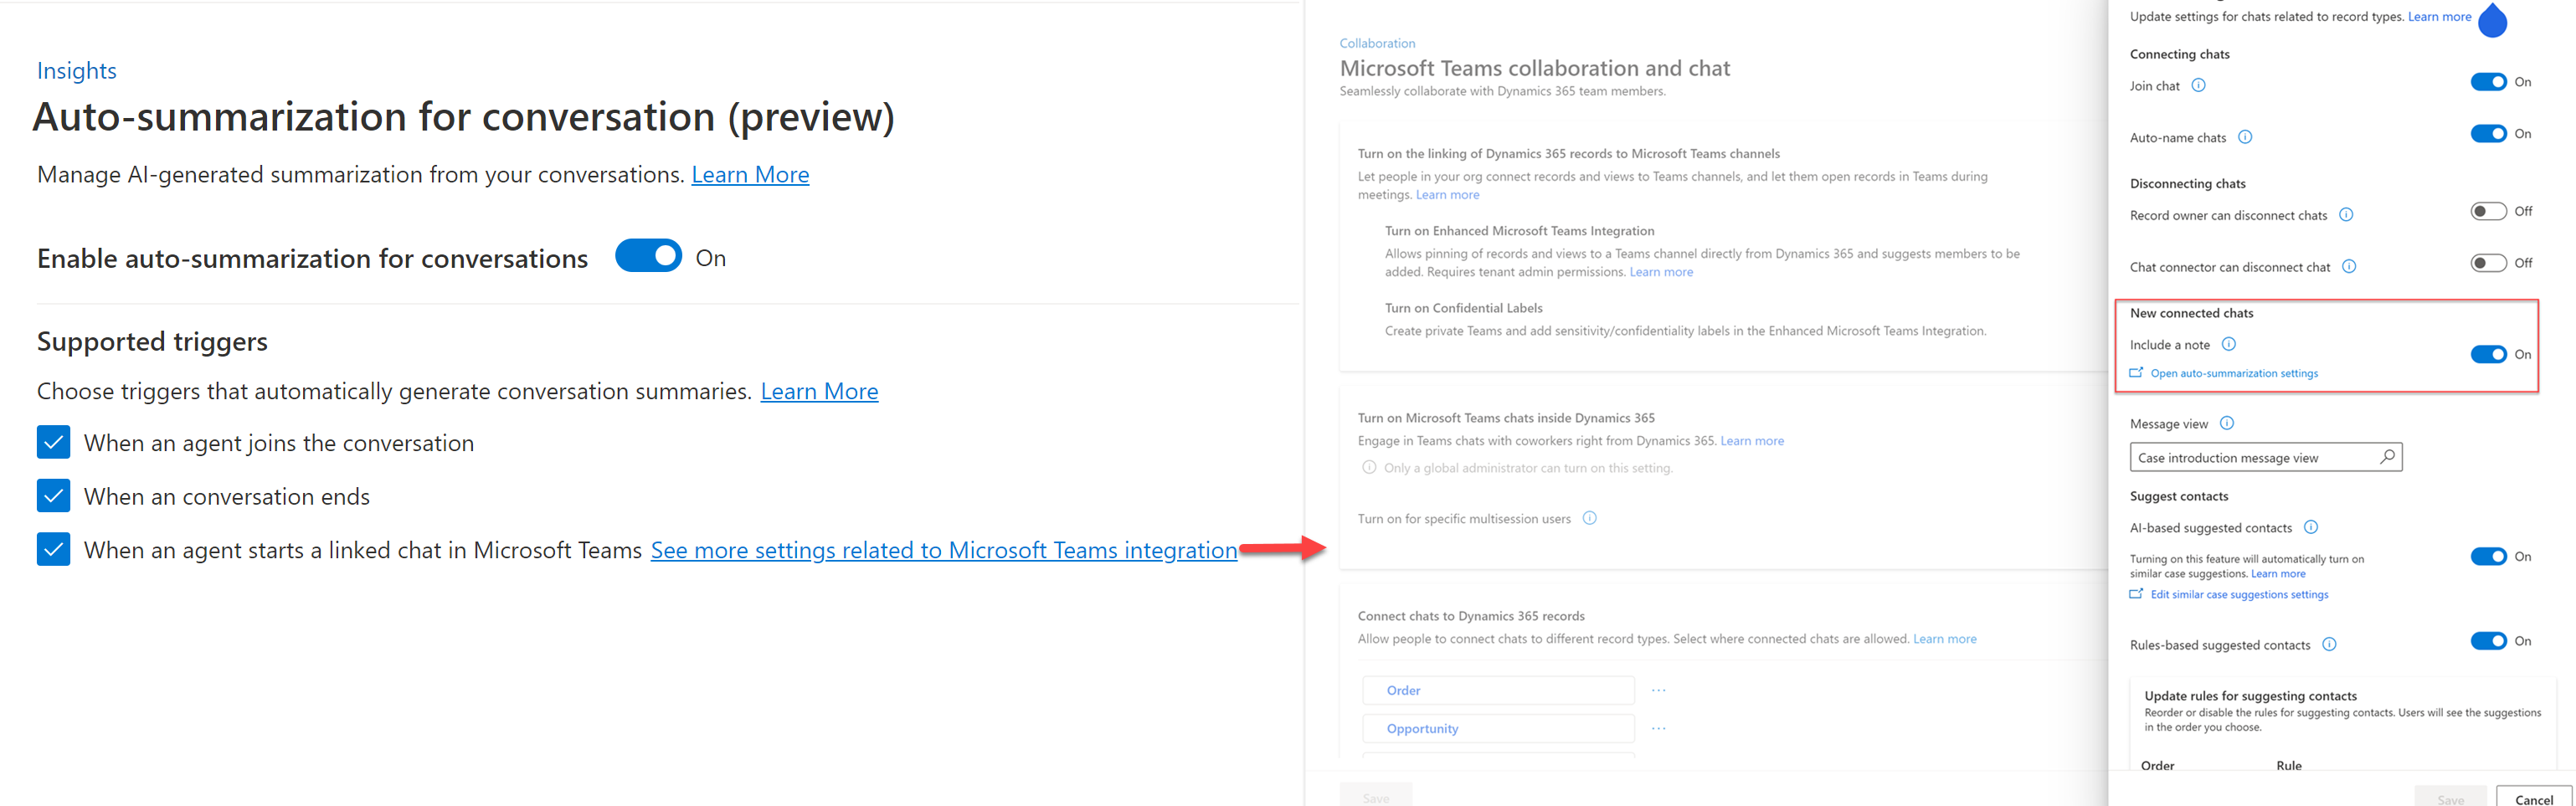 Insights
Auto-summarization for conversation (preview)
Manage AI-generated summarization from your conversations. Learn More
Enable auto-summarization for conversations On
Supported triggers
Choose triggers that automatically generate conversation summaries. Learn More
When an agent joins the conversation
When an conversation ends
When an agent starts a linked chat in Microsoft Teams See more settings related to Microsoft Teams integration
Collaboration
Microsoft Teams collaboration and chat
Seamlessly collaborate with Dynamics 365 team members.
Turn on the linking of Dynamics 365 records to Microsoft Teams channels
Let people in your org connect records and views to Teams channels, and let them open records in Teams during
meetings. Learn more
Turn on Enhanced Microsoft Teams Integration
Allows pinning of records and views to a Teams channel directly from Dynamics 365 and suggests members to be
added. Requires tenant admin permissions. Learn more
Turn on Confidential Labels
Create private Teams and add sensitivity/confidentiality labels in the Enhanced Microsoft Teams Integration.
Turn on Microsoft Teams chats inside Dynamics 365
Engage in Teams chats with coworkers right from Dynamics 365. Learn more
Only a global administrator can turn on this setting.
Turn on for specific multisession users
Connect chats to Dynamics 365 records
Allow people to connect chats to different record types. Select where connected chats are allowed. Learn more
Order ...
Opportunity ...
Save
Update settings for chats related to record types. Learn more
Connecting chats
Join chat On
Auto-name chats On
Disconnecting chats
Record owner can disconnect chats Off
Chat connector can disconnect chat Off
New connected chats
Include a note On
Open auto-summarization settings
Message view
Case introduction message view
Suggest contacts
AI-based suggested contacts
Turning on this feature will automatically turn on On
similar case suggestions. Learn more
Edit similar case suggestions settings
Rules-based suggested contacts On
Update rules for suggesting contacts
Reorder or disable the rules for suggesting contacts. Users will see the suggestions
in the order you choose.
Order Rule
Save Cancel